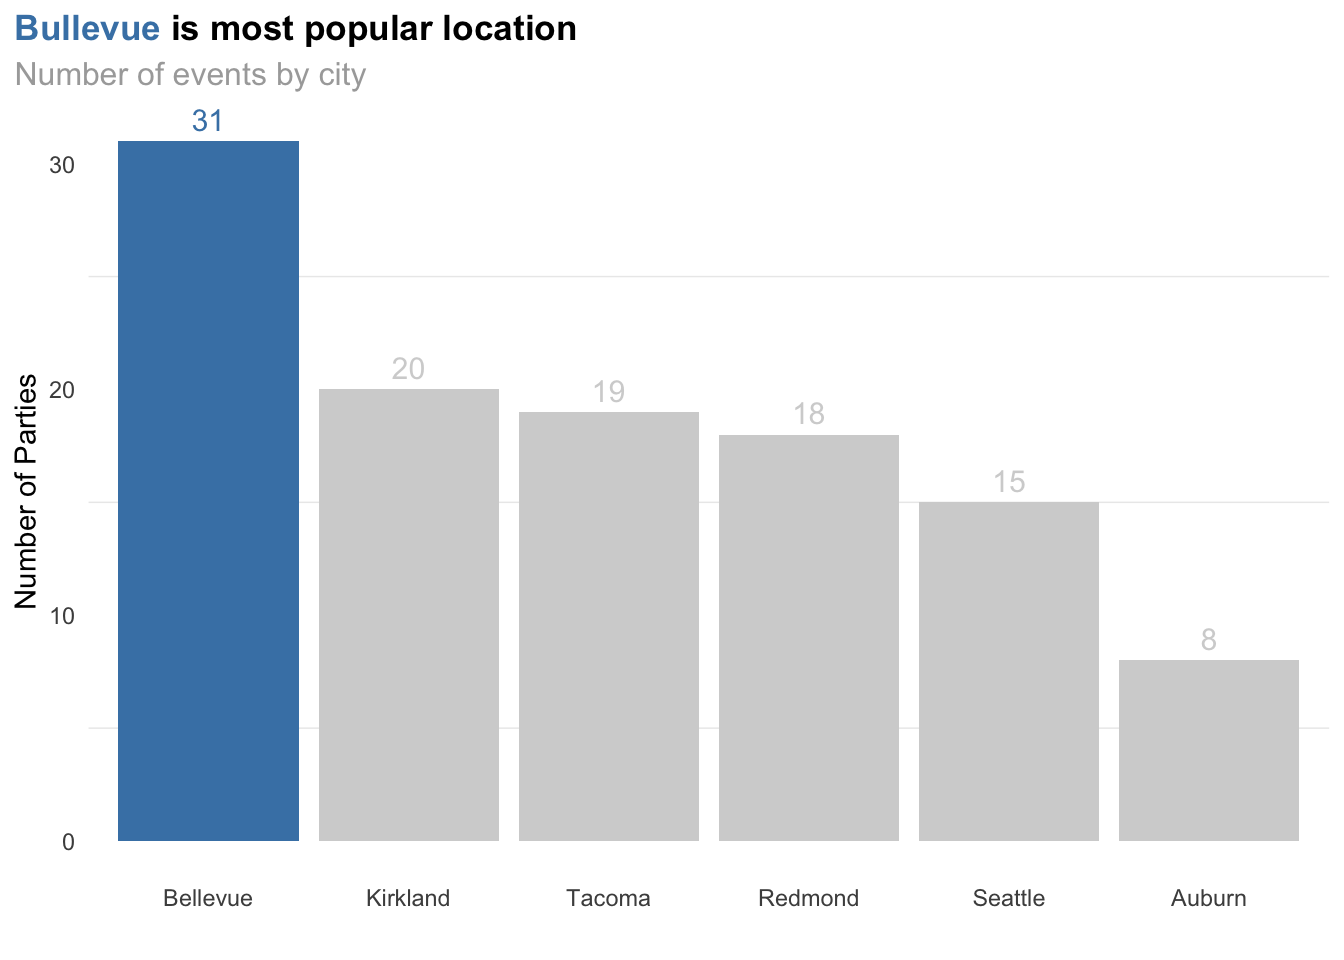 Bullevue is most popular location
Number of events by city
31
30
20
20
19
18
15
10
8
0
Number of Parties
Bellevue Kirkland Tacoma Redmond Seattle Auburn